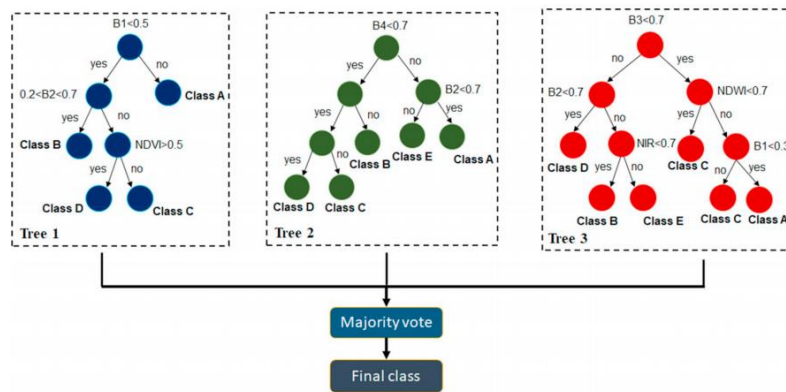 B1<0.5
yes
no
0.2<B2<0.7
Class A
yes
no
Class B
NDVI>0.5
yes
no
Class D
Class C
Tree 1
B4<0.7
yes
no
B2<0.7
yes
no
no
yes
Class B
Class E
Class A
yes
no
Class D
Class C
Tree 2
B3<0.7
no
yes
B2<0.7
NDWI<0.7
yes
no
yes
no
Class D
NIR<0.7
Class C
B1<0.3
yes
no
no
yes
Class B
Class E
Class C
Class A
Tree 3
Majority vote
Final class